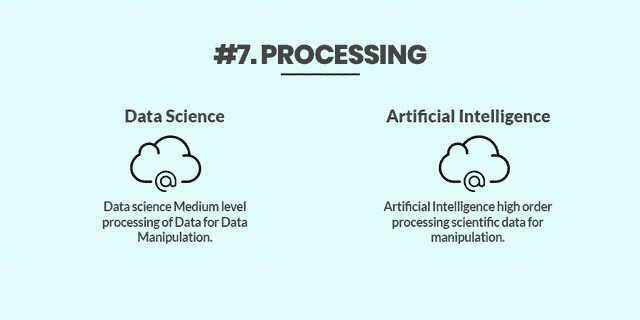 #7. PROCESSING
Data Science
Artificial Intelligence
@
@
Data science Medium level
processing of Data for Data
Manipulation.
Artificial Intelligence high order
processing scientific data for
manipulation.